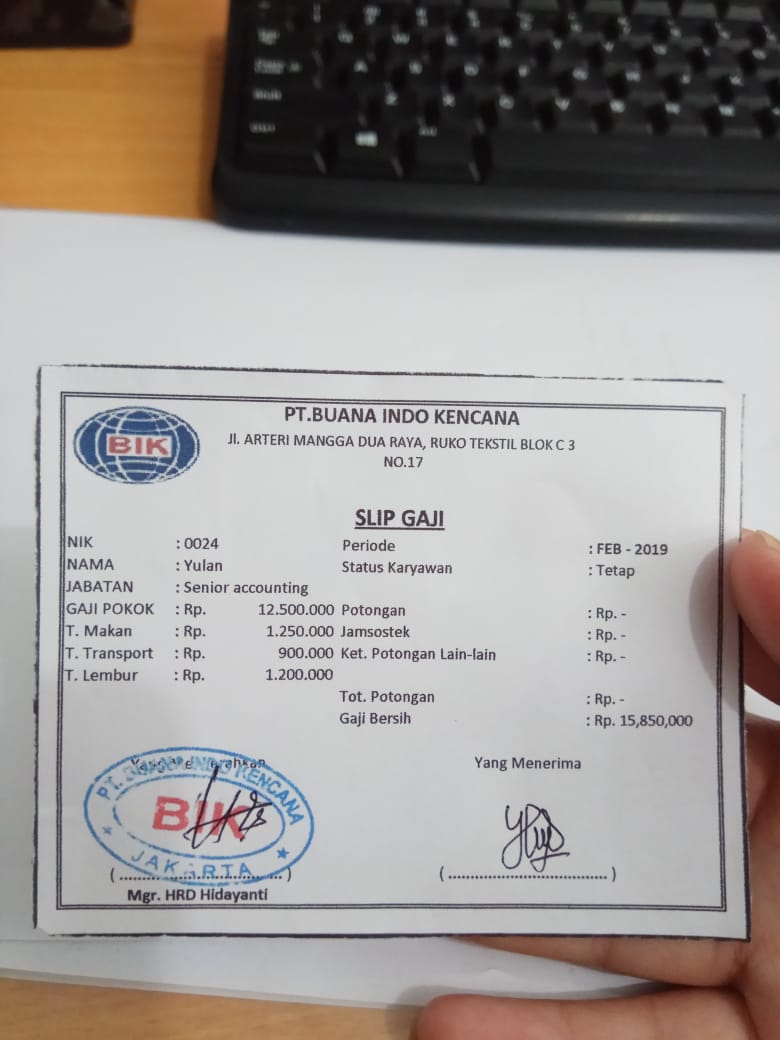 PT.BUANA INDO KENCANA
BIK
Jl. ARTERI MANGGA DUA RAYA, RUKO TEKSTIL BLOK C 3
NO.17
SLIP GAJI
NIK : 0024 Periode : FEB - 2019
NAMA : Yulan Status Karyawan : Tetap
JABATAN : Senior accounting
GAJI POKOK : Rp. 12.500.000 Potongan : Rp. -
T. Makan : Rp. 1.250.000 Jamsostek : Rp. -
T. Transport : Rp. 900.000 Ket. Potongan Lain-lain : Rp. -
T. Lembur : Rp. 1.200.000
Tot. Potongan : Rp. -
Gaji Bersih : Rp. 15,850,000
Yang Menerima
PT. BUANA INDO KENCANA
BIK
JAKARTA
(...............................) (...............................)
Mgr. HRD Hidayanti